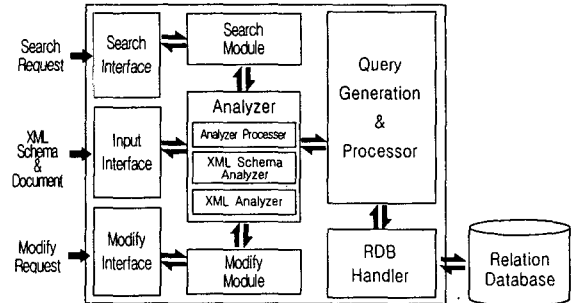 Search
Request
Search
Interface
Search
Module
Query
Generation
&
Processor
XML
Schema
&
Document
Input
Interface
Analyzer
Analyzer Processer
XML Schema
Analyzer
XML Analyzer
Modify
Request
Modify
Interface
Modify
Module
RDB
Handler
Relation
Database